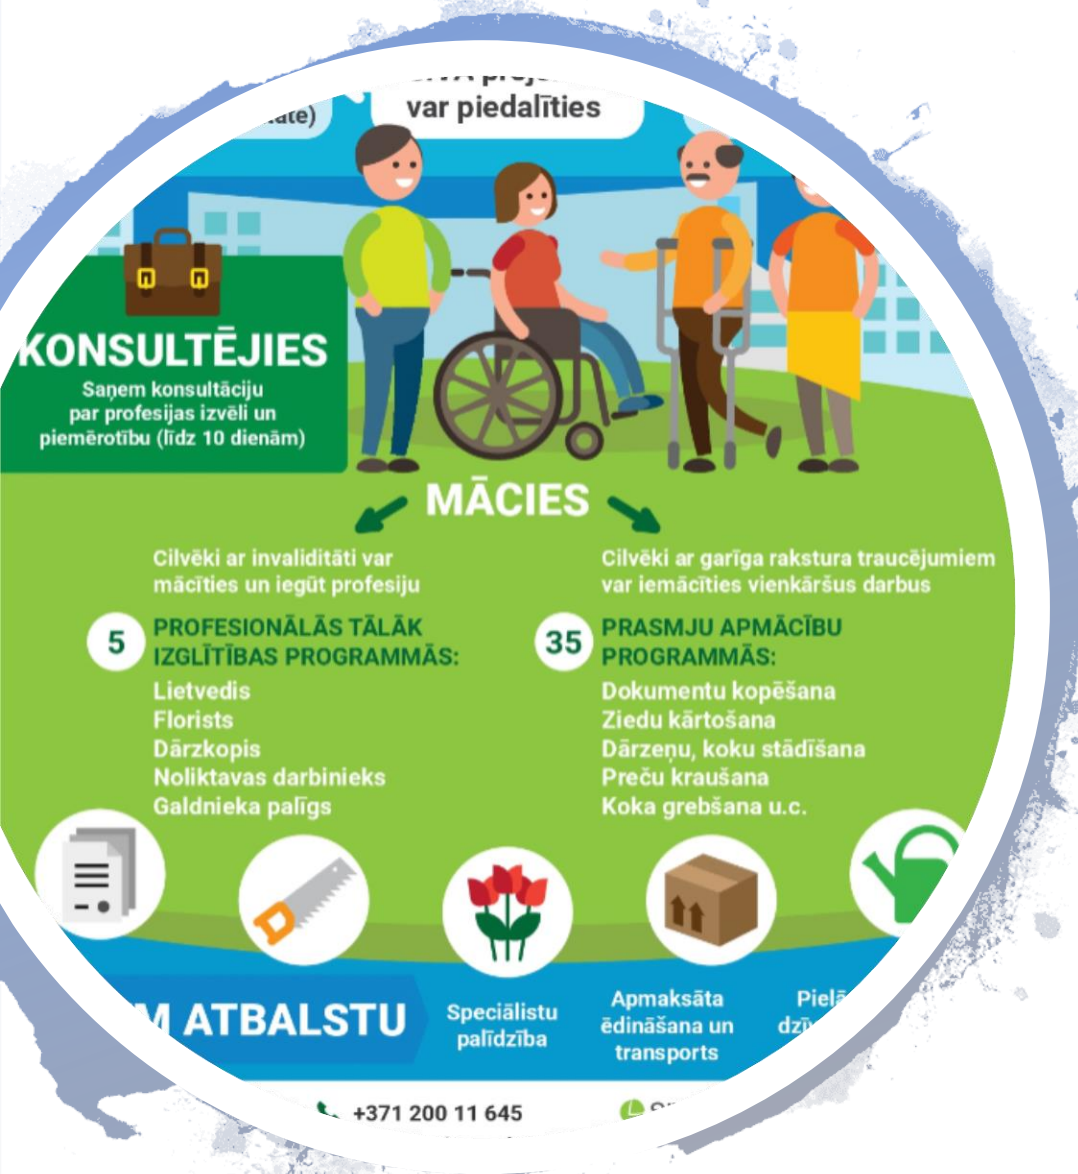 var piedalīties
KONSULTĒJIES
Saņem konsultāciju
par profesijas izvēli un
piemērotību (līdz 10 dienām)
MĀCIES
Cilvēki ar invaliditāti var
mācīties un iegūt profesiju
5
PROFESIONĀLĀS TĀLĀK
IZGLĪTĪBAS PROGRAMMĀS:
Lietvedis
Florists
Dārzkopis
Noliktavas darbinieks
Galdnieka palīgs
Cilvēki ar garīga rakstura traucējumiem
var iemācīties vienkāršus darbus
35
PRASMJU APMĀCĪBU
PROGRAMMĀS:
Dokumentu kopēšana
Ziedu kārtošana
Dārzeņu, koku stādīšana
Preču kraušana
Koka grebšana u.c.
ATBALSTU
Speciālistu
palīdzība
Apmaksāta
ēdināšana un
transports
+371 200 11 645